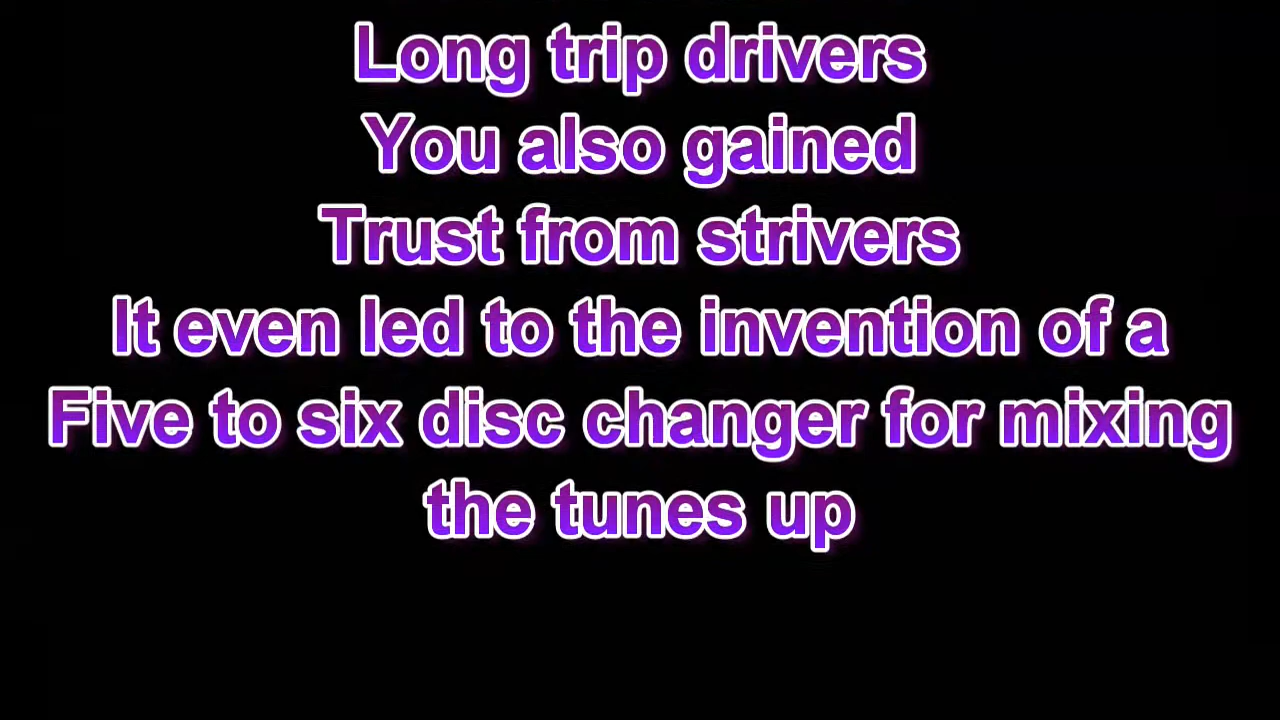 Long trip drivers
You also gained
Trust from strivers
It even led to the invention of a
Five to six disc changer for mixing
the tunes up